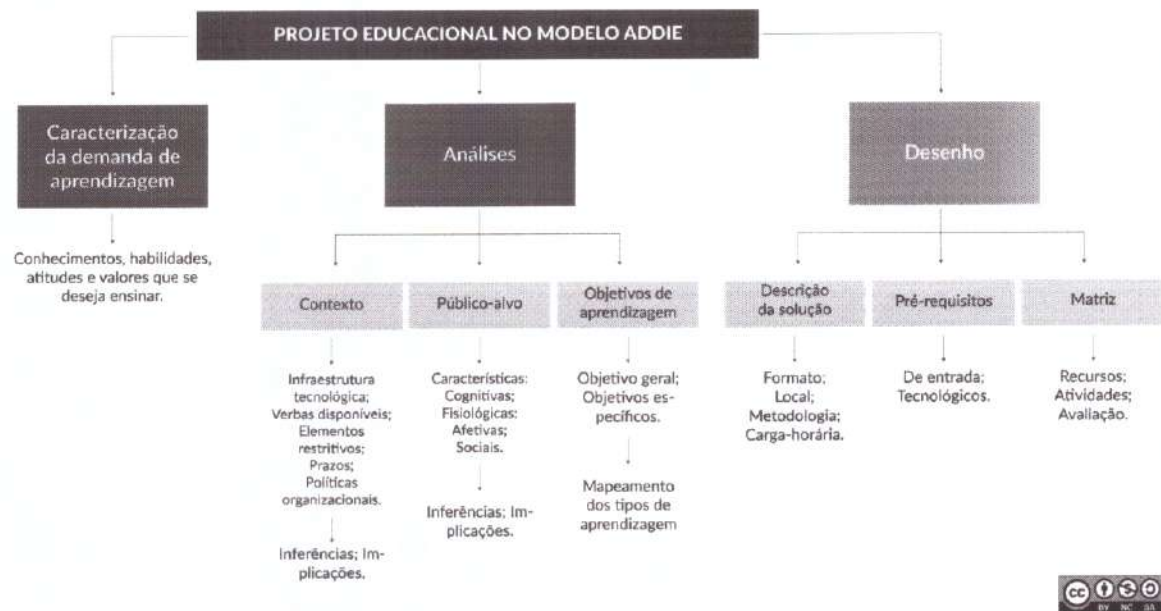 PROJETO EDUCACIONAL NO MODELO ADDIE
Caracterização
da demanda de
aprendizagem
Conhecimentos, habilidades,
atitudes e valores que se
deseja ensinar.
Análises
Contexto
Infraestrutura
tecnológica;
Verbas disponíveis;
Elementos
restritivos;
Prazos;
Políticas
organizacionais.
Inferências; Im-
plicações.
Público-alvo
Características:
Cognitivas;
Fisiológicas:
Afetivas;
Sociais.
Inferências; Im-
plicações.
Objetivos de
aprendizagem
Objetivo geral;
Objetivos es-
pecíficos.
Mapeamento
dos tipos de
aprendizagem
Desenho
Descrição
da solução
Formato;
Local;
Metodologia;
Carga-horária.
Pré-requisitos
De entrada;
Tecnológicos.
Matriz
Recursos;
Atividades;
Avaliação.
cc
BY NC SA